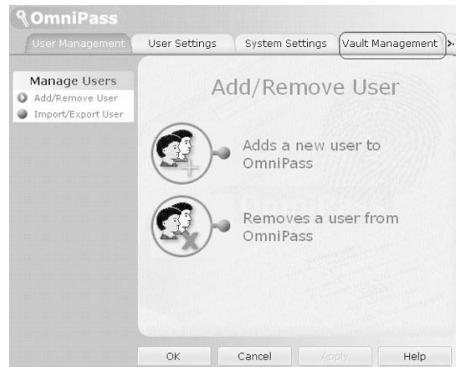 OmniPass
User Management User Settings System Settings Vault Management
Manage Users
Add/Remove User
Import/Export User
Add/Remove User
Adds a new user to
OmniPass
Removes a user from
OmniPass
OK Cancel Apply Help